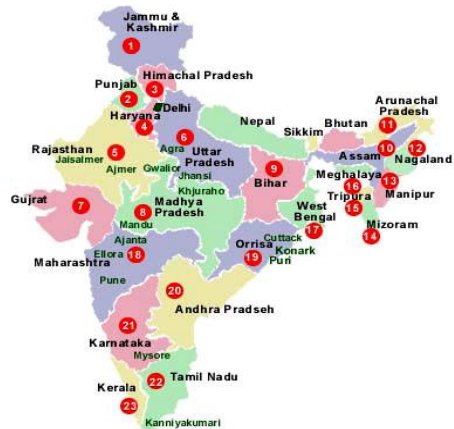 Jammu &
Kashmir
1
Himachal Pradesh
3
Punjab
2
Delhi
Haryana
4
Arunachal
Pradesh
11
Nepal
Bhutan
Sikkim
6
Agra
Uttar
Pradesh
Rajasthan
5
Jaisalmer
Ajmer
Gwalior
Jhansi
Khjuraho
10
Assam
12
Nagaland
9
Bihar
Meghalaya
16
13
Tripura
Manipur
15
Gujrat
7
8
Madhya
Pradesh
Mandu
West
Bengal
17
Mizoram
14
Ajanta
Ellora
18
Maharashtra
Pune
Orrisa
19
Cuttack
Konark
Puri
20
Andhra Pradseh
21
Karnataka
Mysore
22
Tamil Nadu
Kerala
23
Kanniyakumari